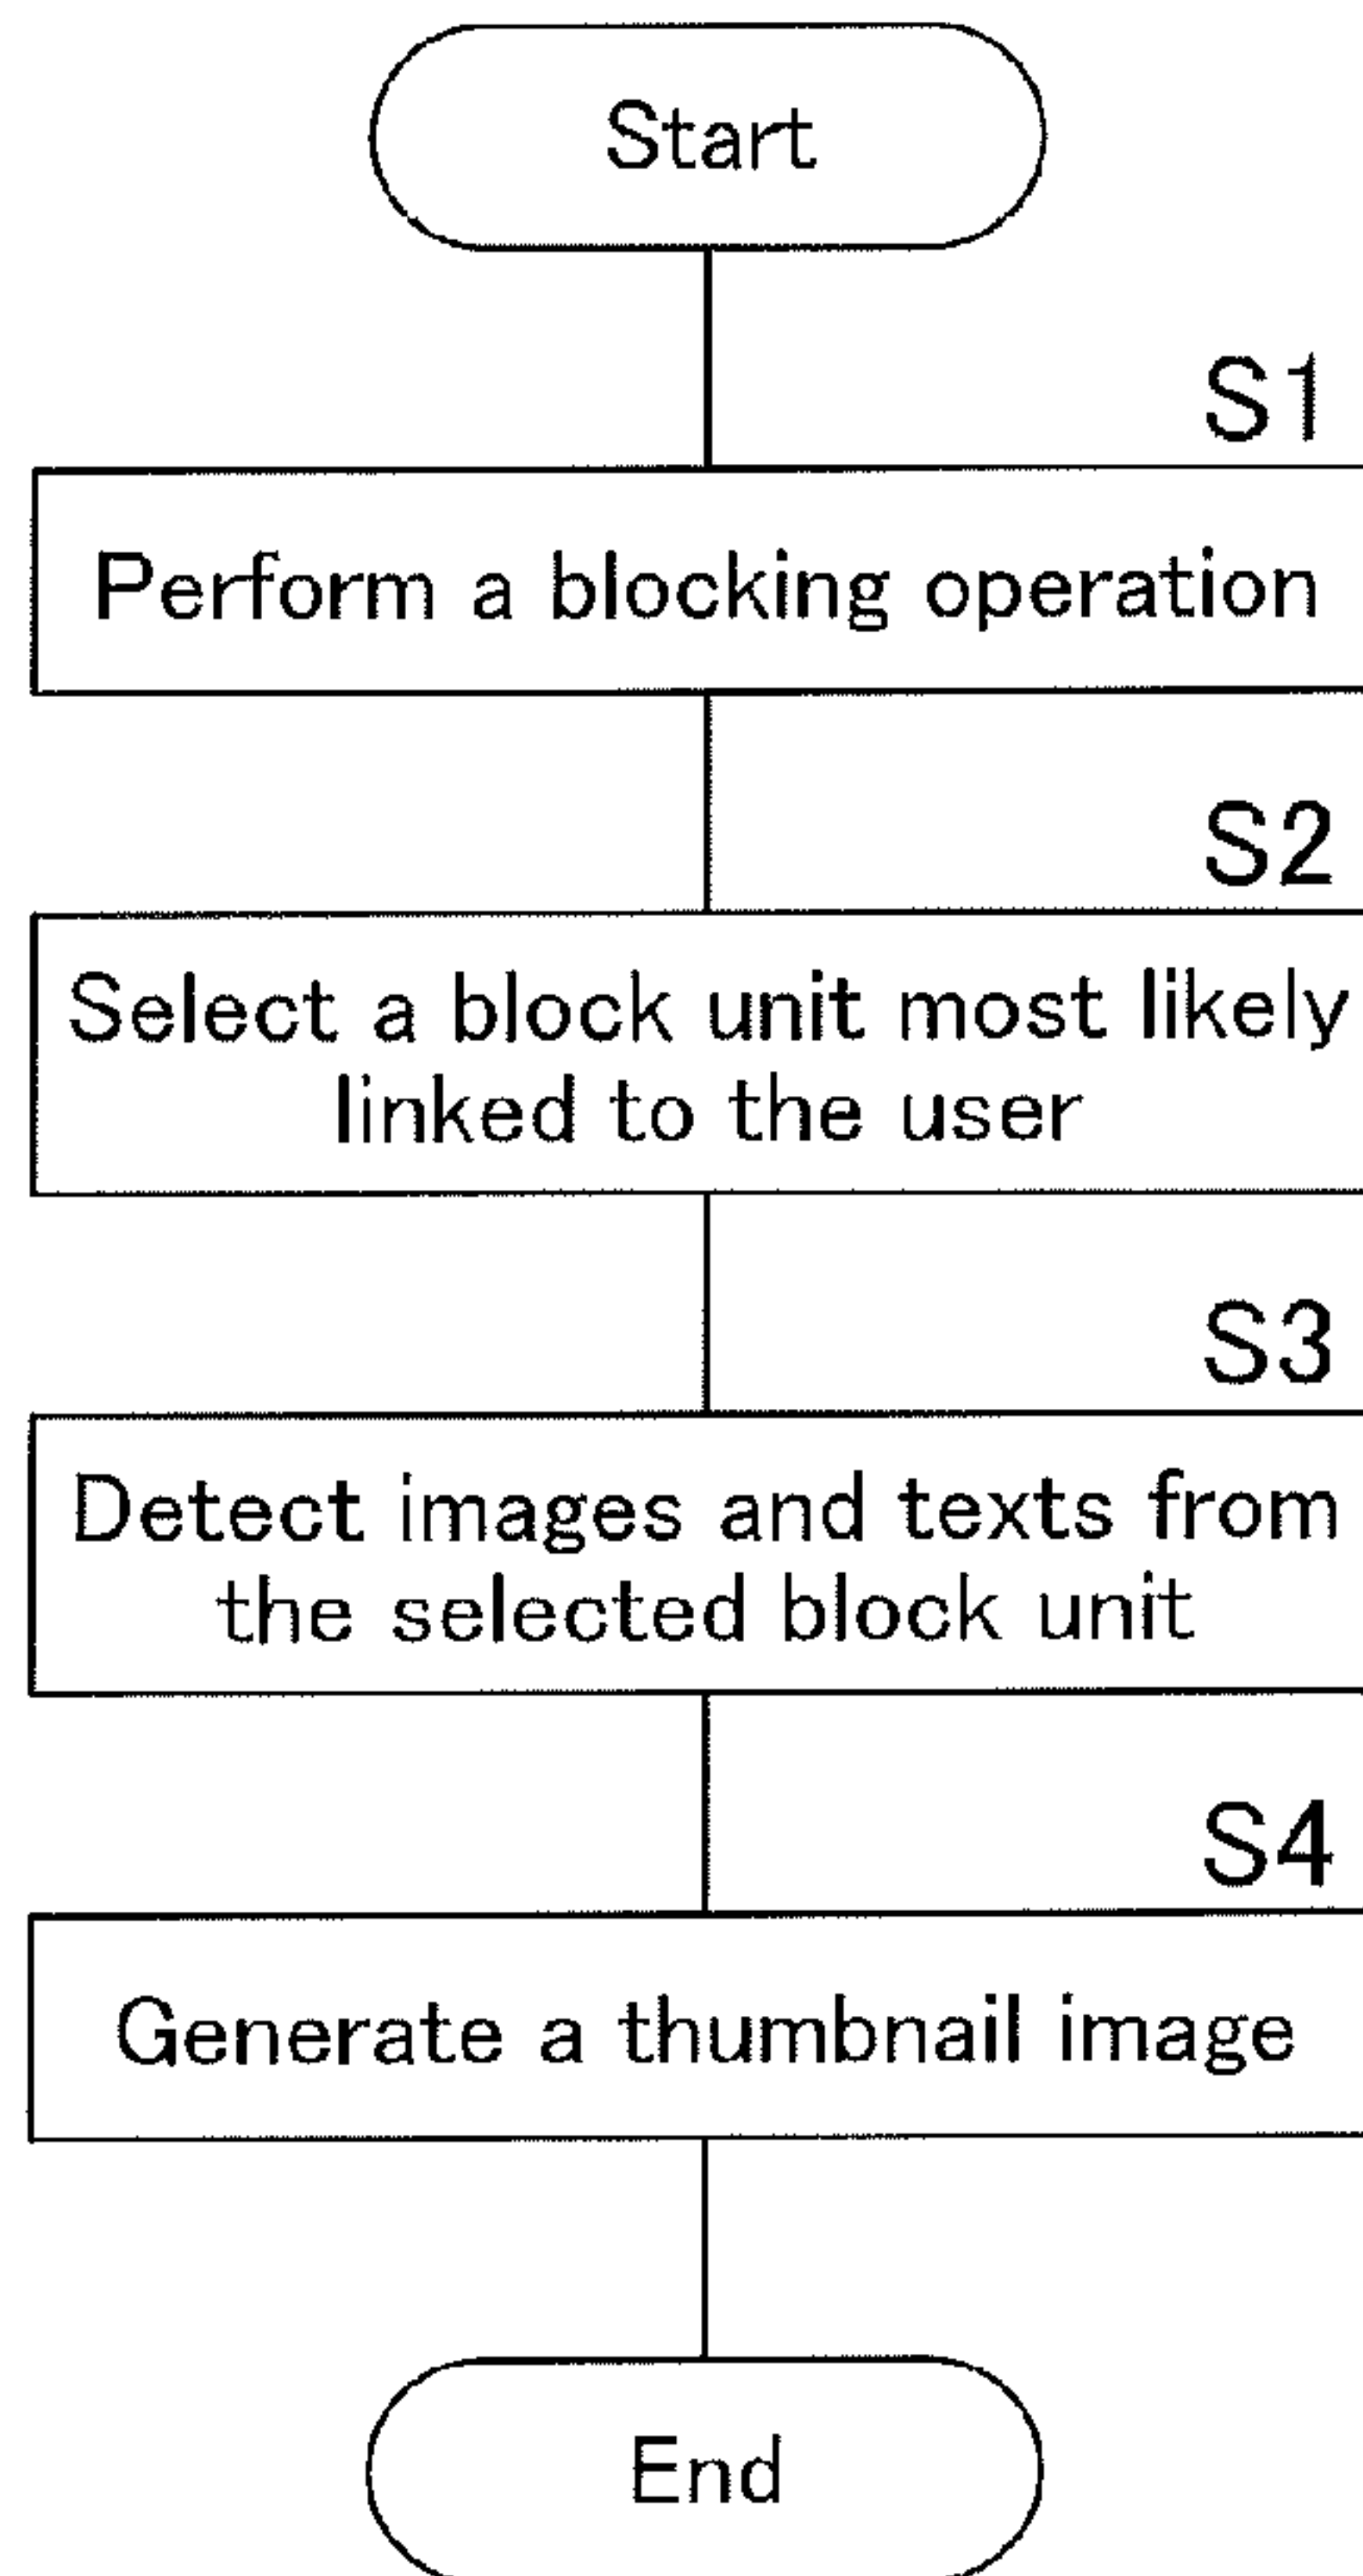 Start
S1
Perform a blocking operation
S2
Select a block unit most likely
linked to the user
S3
Detect images and texts from
the selected block unit
S4
Generate a thumbnail image
End